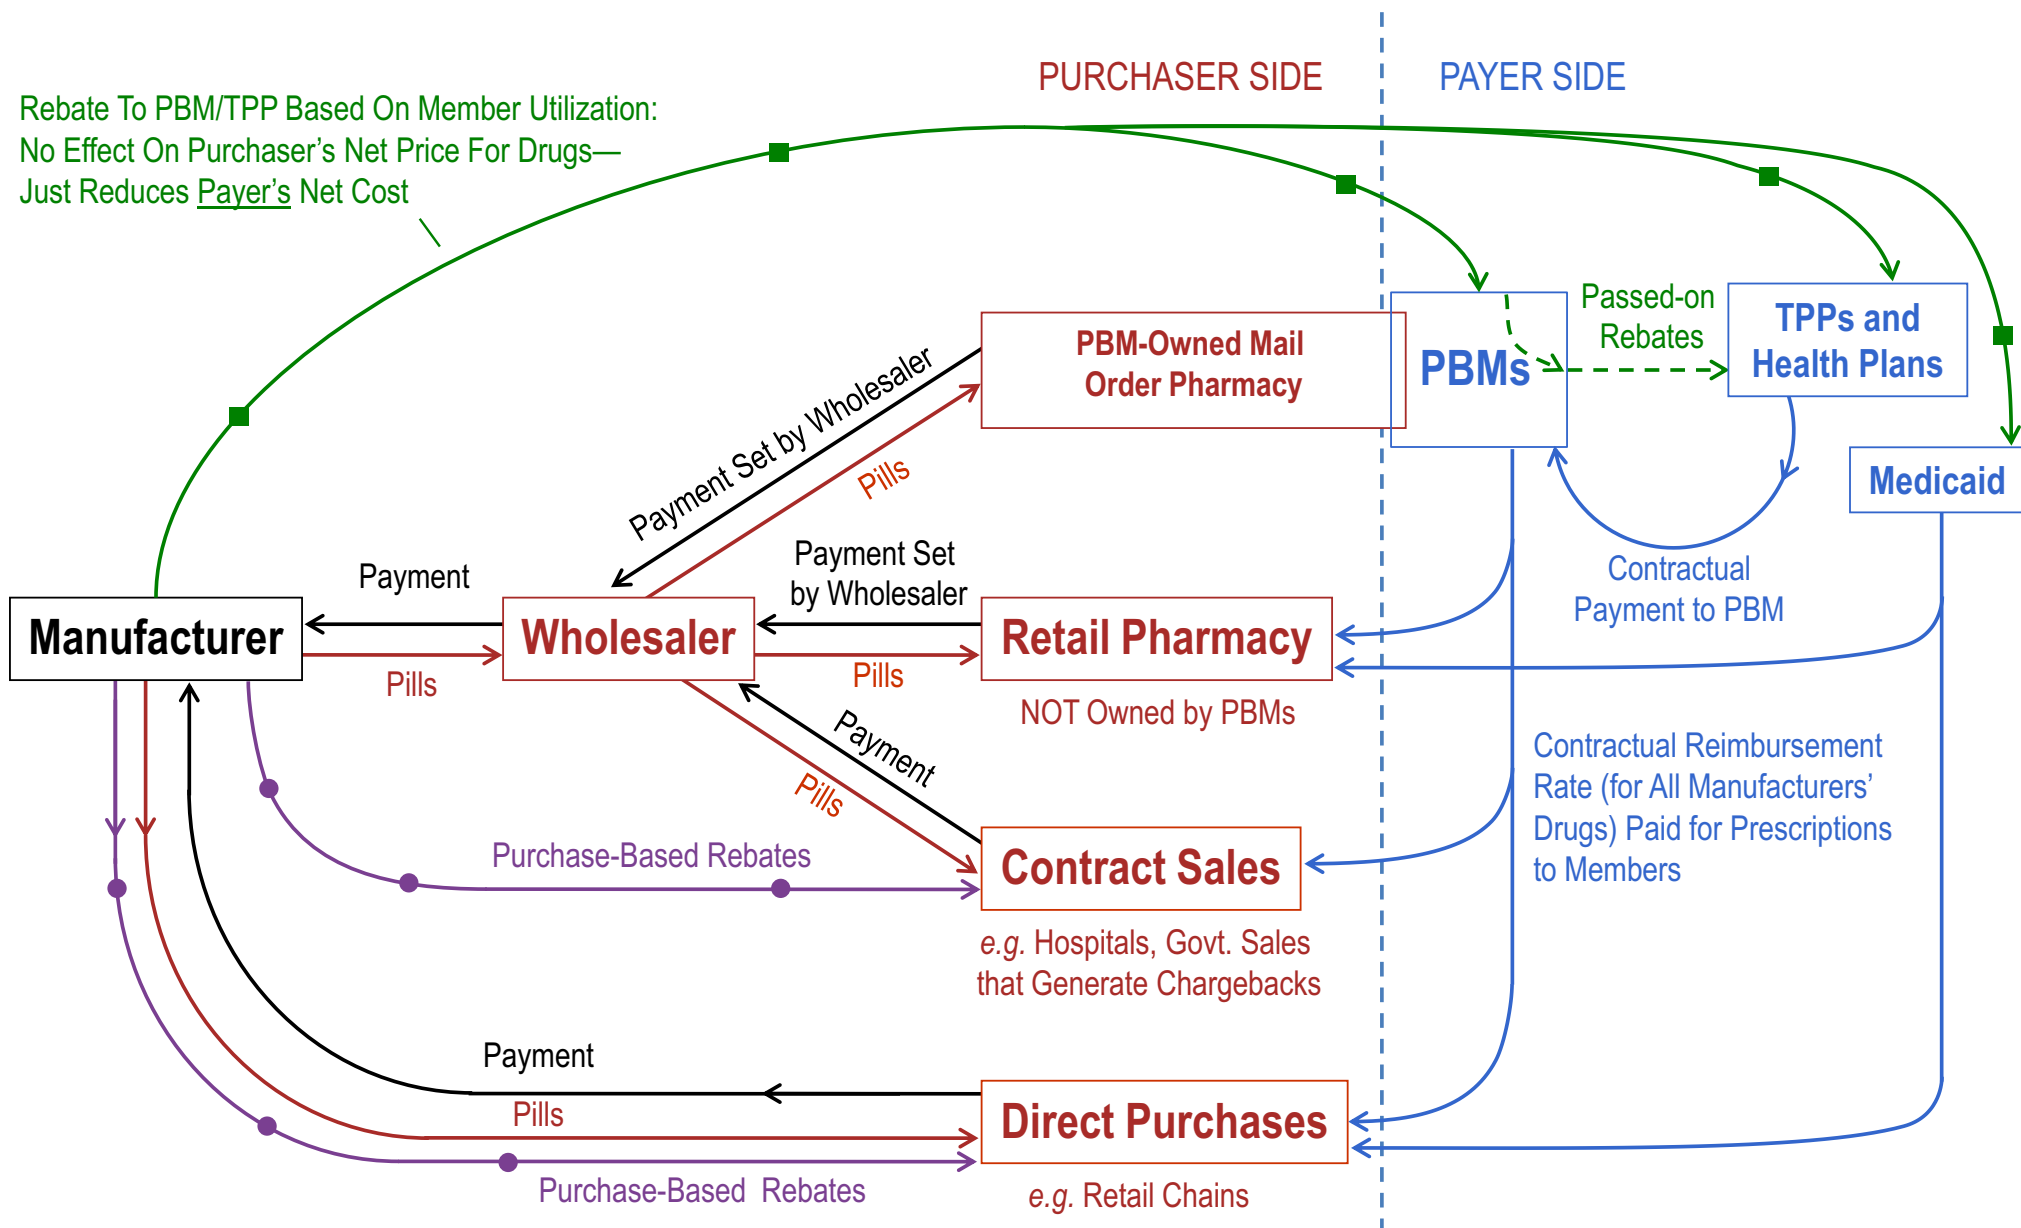 PURCHASER SIDE
PAYER SIDE
Rebate To PBM/TPP Based On Member Utilization:
No Effect On Purchaser’s Net Price For Drugs—
Just Reduces Payer’s Net Cost
PBM-Owned Mail
Order Pharmacy
PBMs
Passed-on
Rebates
TPPs and
Health Plans
Medicaid
Payment Set by Wholesaler
Pills
Contractual
Payment to PBM
Manufacturer
Payment
Pills
Wholesaler
Payment Set
by Wholesaler
Pills
Retail Pharmacy
NOT Owned by PBMs
Payment
Pills
Contractual Reimbursement
Rate (for All Manufacturers’
Drugs) Paid for Prescriptions
to Members
Purchase-Based Rebates
Contract Sales
e.g. Hospitals, Govt. Sales
that Generate Chargebacks
Payment
Pills
Direct Purchases
Purchase-Based Rebates
e.g. Retail Chains